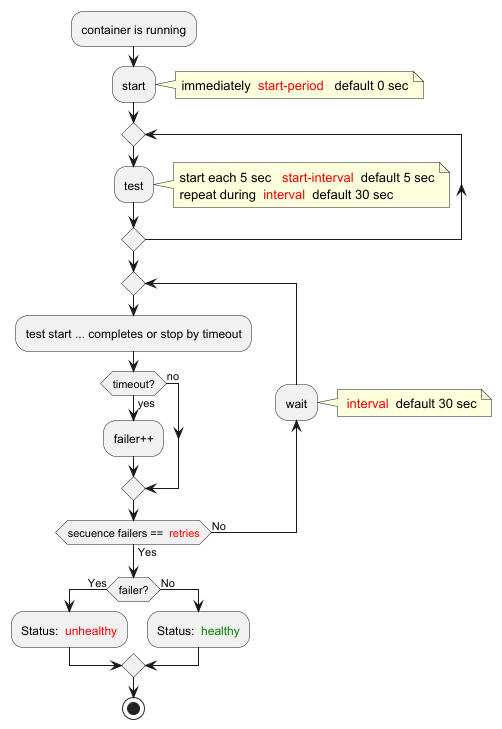 container is running
start
immediately start-period default 0 sec
test
start each 5 sec start-interval default 5 sec
repeat during interval default 30 sec
test start ... completes or stop by timeout
timeout?
no
yes
failer++
wait
interval default 30 sec
secuence failers == retries
No
Yes
Yes
failer?
No
Status: unhealthy
Status: healthy